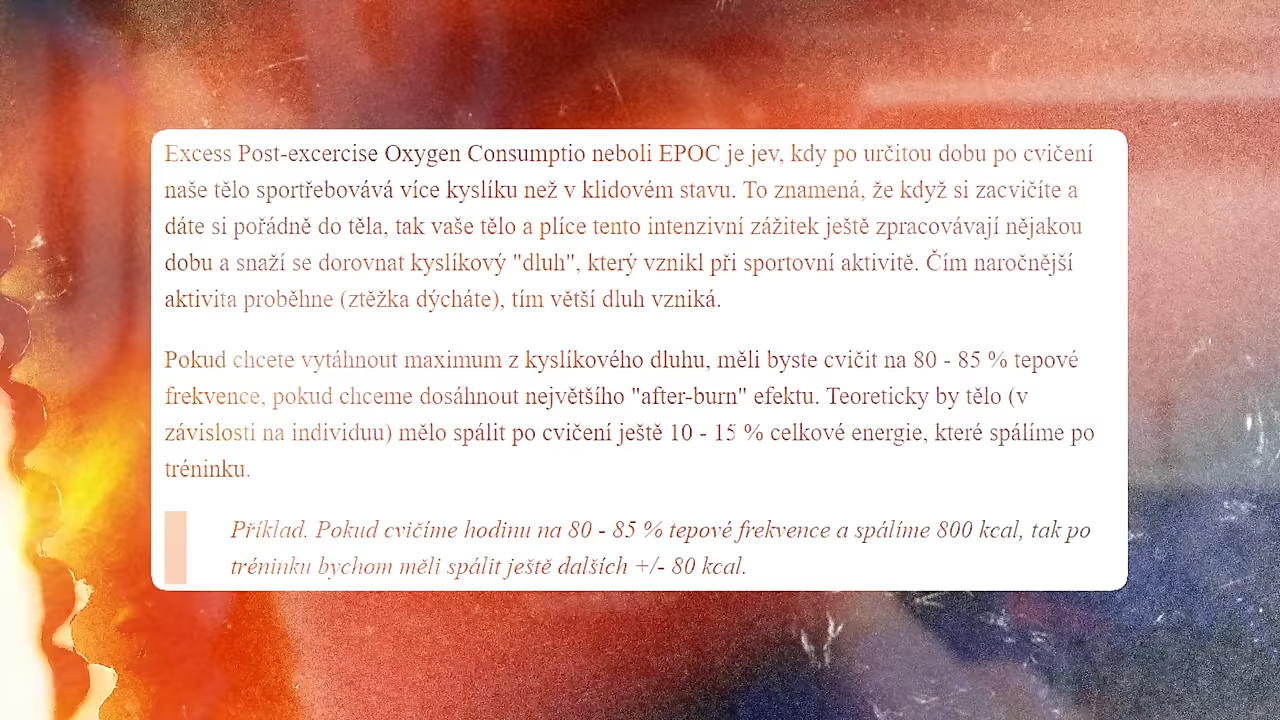 Excess Post-excercise Oxygen Consumptio neboli EPOC je jev, kdy po určitou dobu po cvičení
naše tělo sportřebovává více kyslíku než v klidovém stavu. To znamená, že když si zacvičíte a
dáte si pořádně do těla, tak vaše tělo a plíce tento intenzivní zážitek ještě zpracovávají nějakou
dobu a snaží se dorovnat kyslíkový "dluh", který vznikl při sportovní aktivitě. Čím naročnější
aktivita proběhne (ztěžka dýcháte), tím větší dluh vzniká.
Pokud chcete vytáhnout maximum z kyslíkového dluhu, měli byste cvičit na 80 - 85 % tepové
frekvence, pokud chceme dosáhnout největšího "after-burn" efektu. Teoreticky by tělo (v
závislosti na individuu) mělo spálit po cvičení ještě 10 - 15 % celkové energie, které spálíme po
tréninku.
Příklad. Pokud cvičíme hodinu na 80 - 85 % tepové frekvence a spálíme 800 kcal, tak po
tréninku bychom měli spálit ještě dalších +/- 80 kcal.